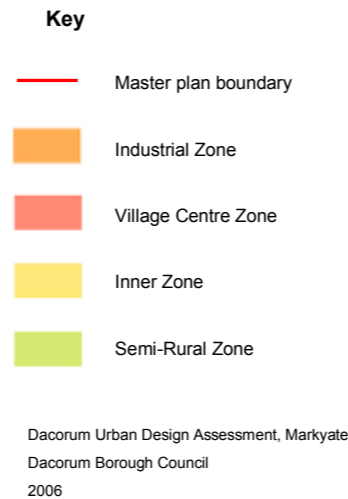 Key
Master plan boundary
Industrial Zone
Village Centre Zone
Inner Zone
Semi-Rural Zone
Dacorum Urban Design Assessment, Markyate
Dacorum Borough Council
2006